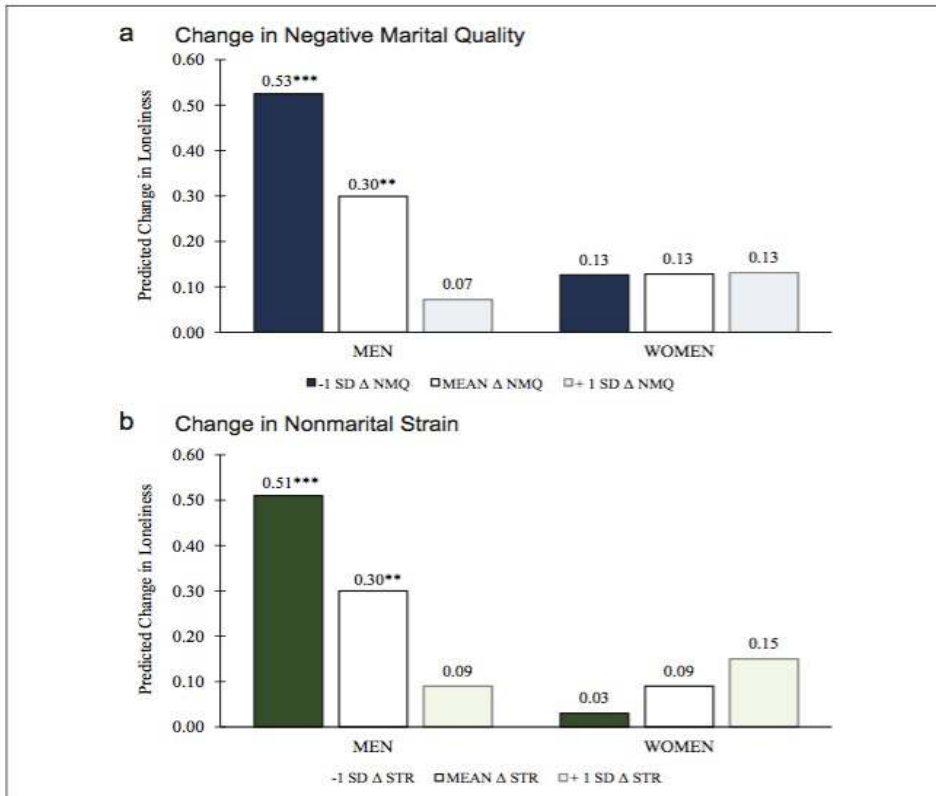 a Change in Negative Marital Quality
Predicted Change in Loneliness
0.60
0.50
0.40
0.30
0.20
0.10
0.00
0.53***
0.30**
0.07
0.13
0.13
0.13
MEN
WOMEN
-1 SD Δ NMQ MEAN Δ NMQ + 1 SD Δ NMQ
b Change in Nonmarital Strain
Predicted Change in Loneliness
0.60
0.50
0.40
0.30
0.20
0.10
0.00
0.51***
0.30**
0.09
0.03
0.09
0.15
MEN
WOMEN
-1 SD Δ STR MEAN Δ STR + 1 SD Δ STR